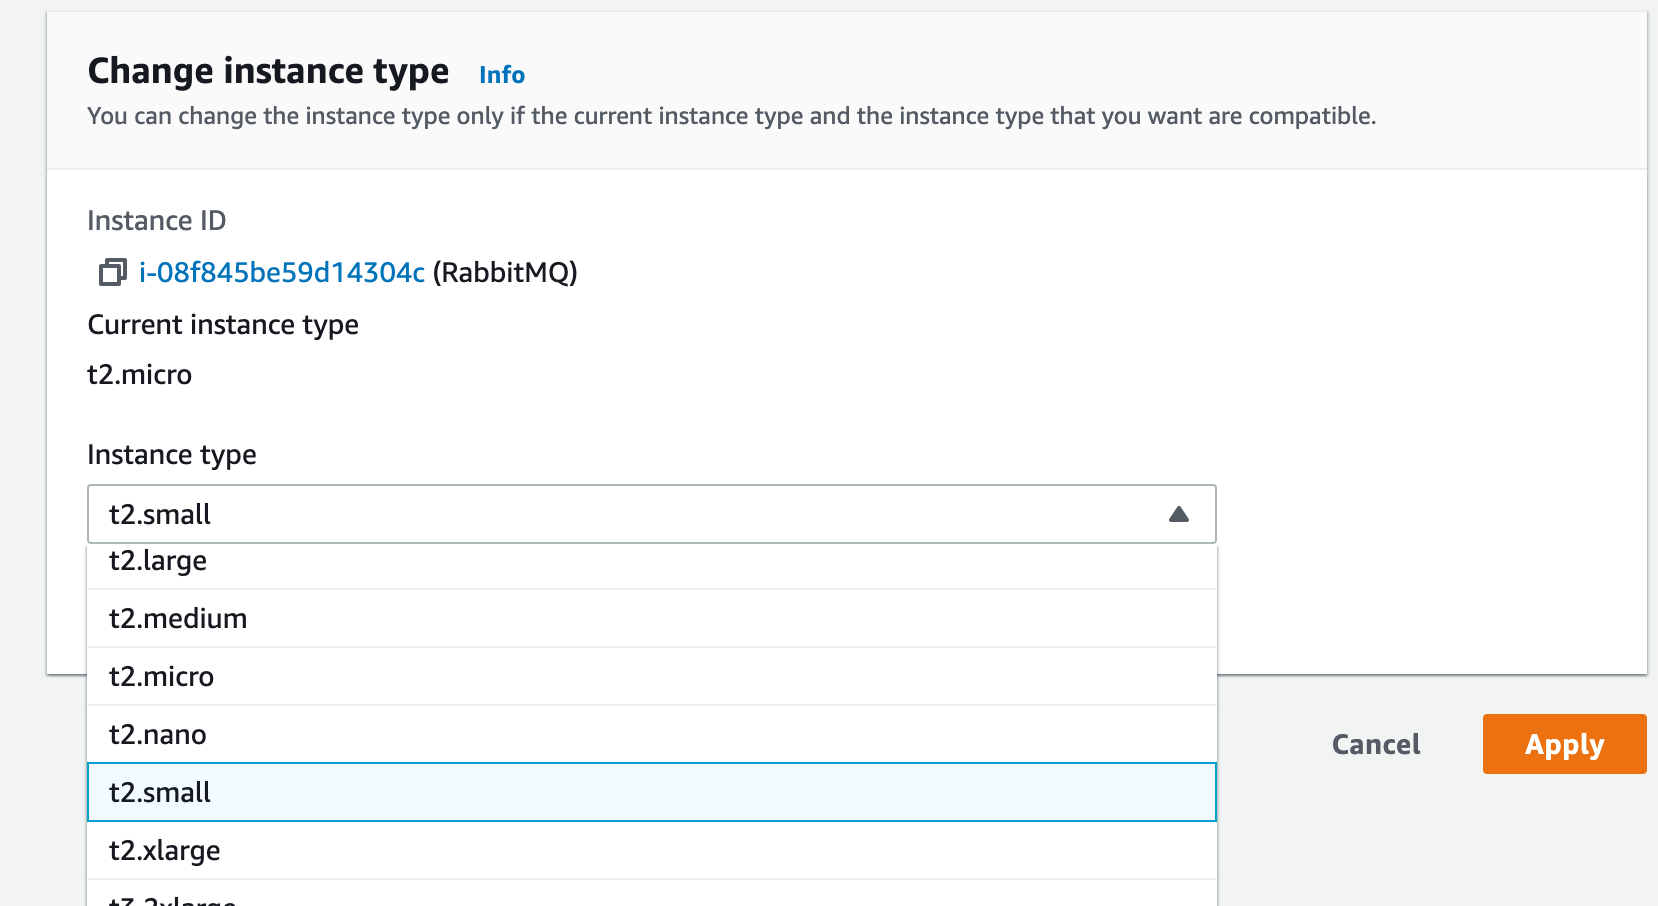 Change instance type Info
You can change the instance type only if the current instance type and the instance type that you want are compatible.
Instance ID
i-08f845be59d14304c (RabbitMQ)
Current instance type
t2.micro
Instance type
t2.small
t2.large
t2.medium
t2.micro
t2.nano
t2.small
t2.xlarge
t3.2xlarge
Cancel
Apply